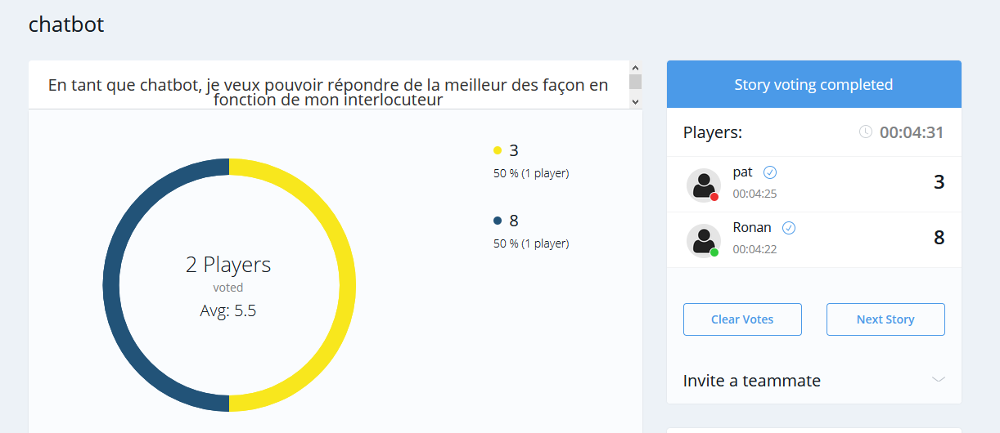 chatbot
En tant que chatbot, je veux pouvoir répondre de la meilleur des façon en
fonction de mon interlocuteur
3
50 % (1 player)
8
50 % (1 player)
2 Players
voted
Avg: 5.5
Story voting completed
Players: 00:04:31
pat
00:04:25
3
Ronan
00:04:22
8
Clear Votes Next Story
Invite a teammate